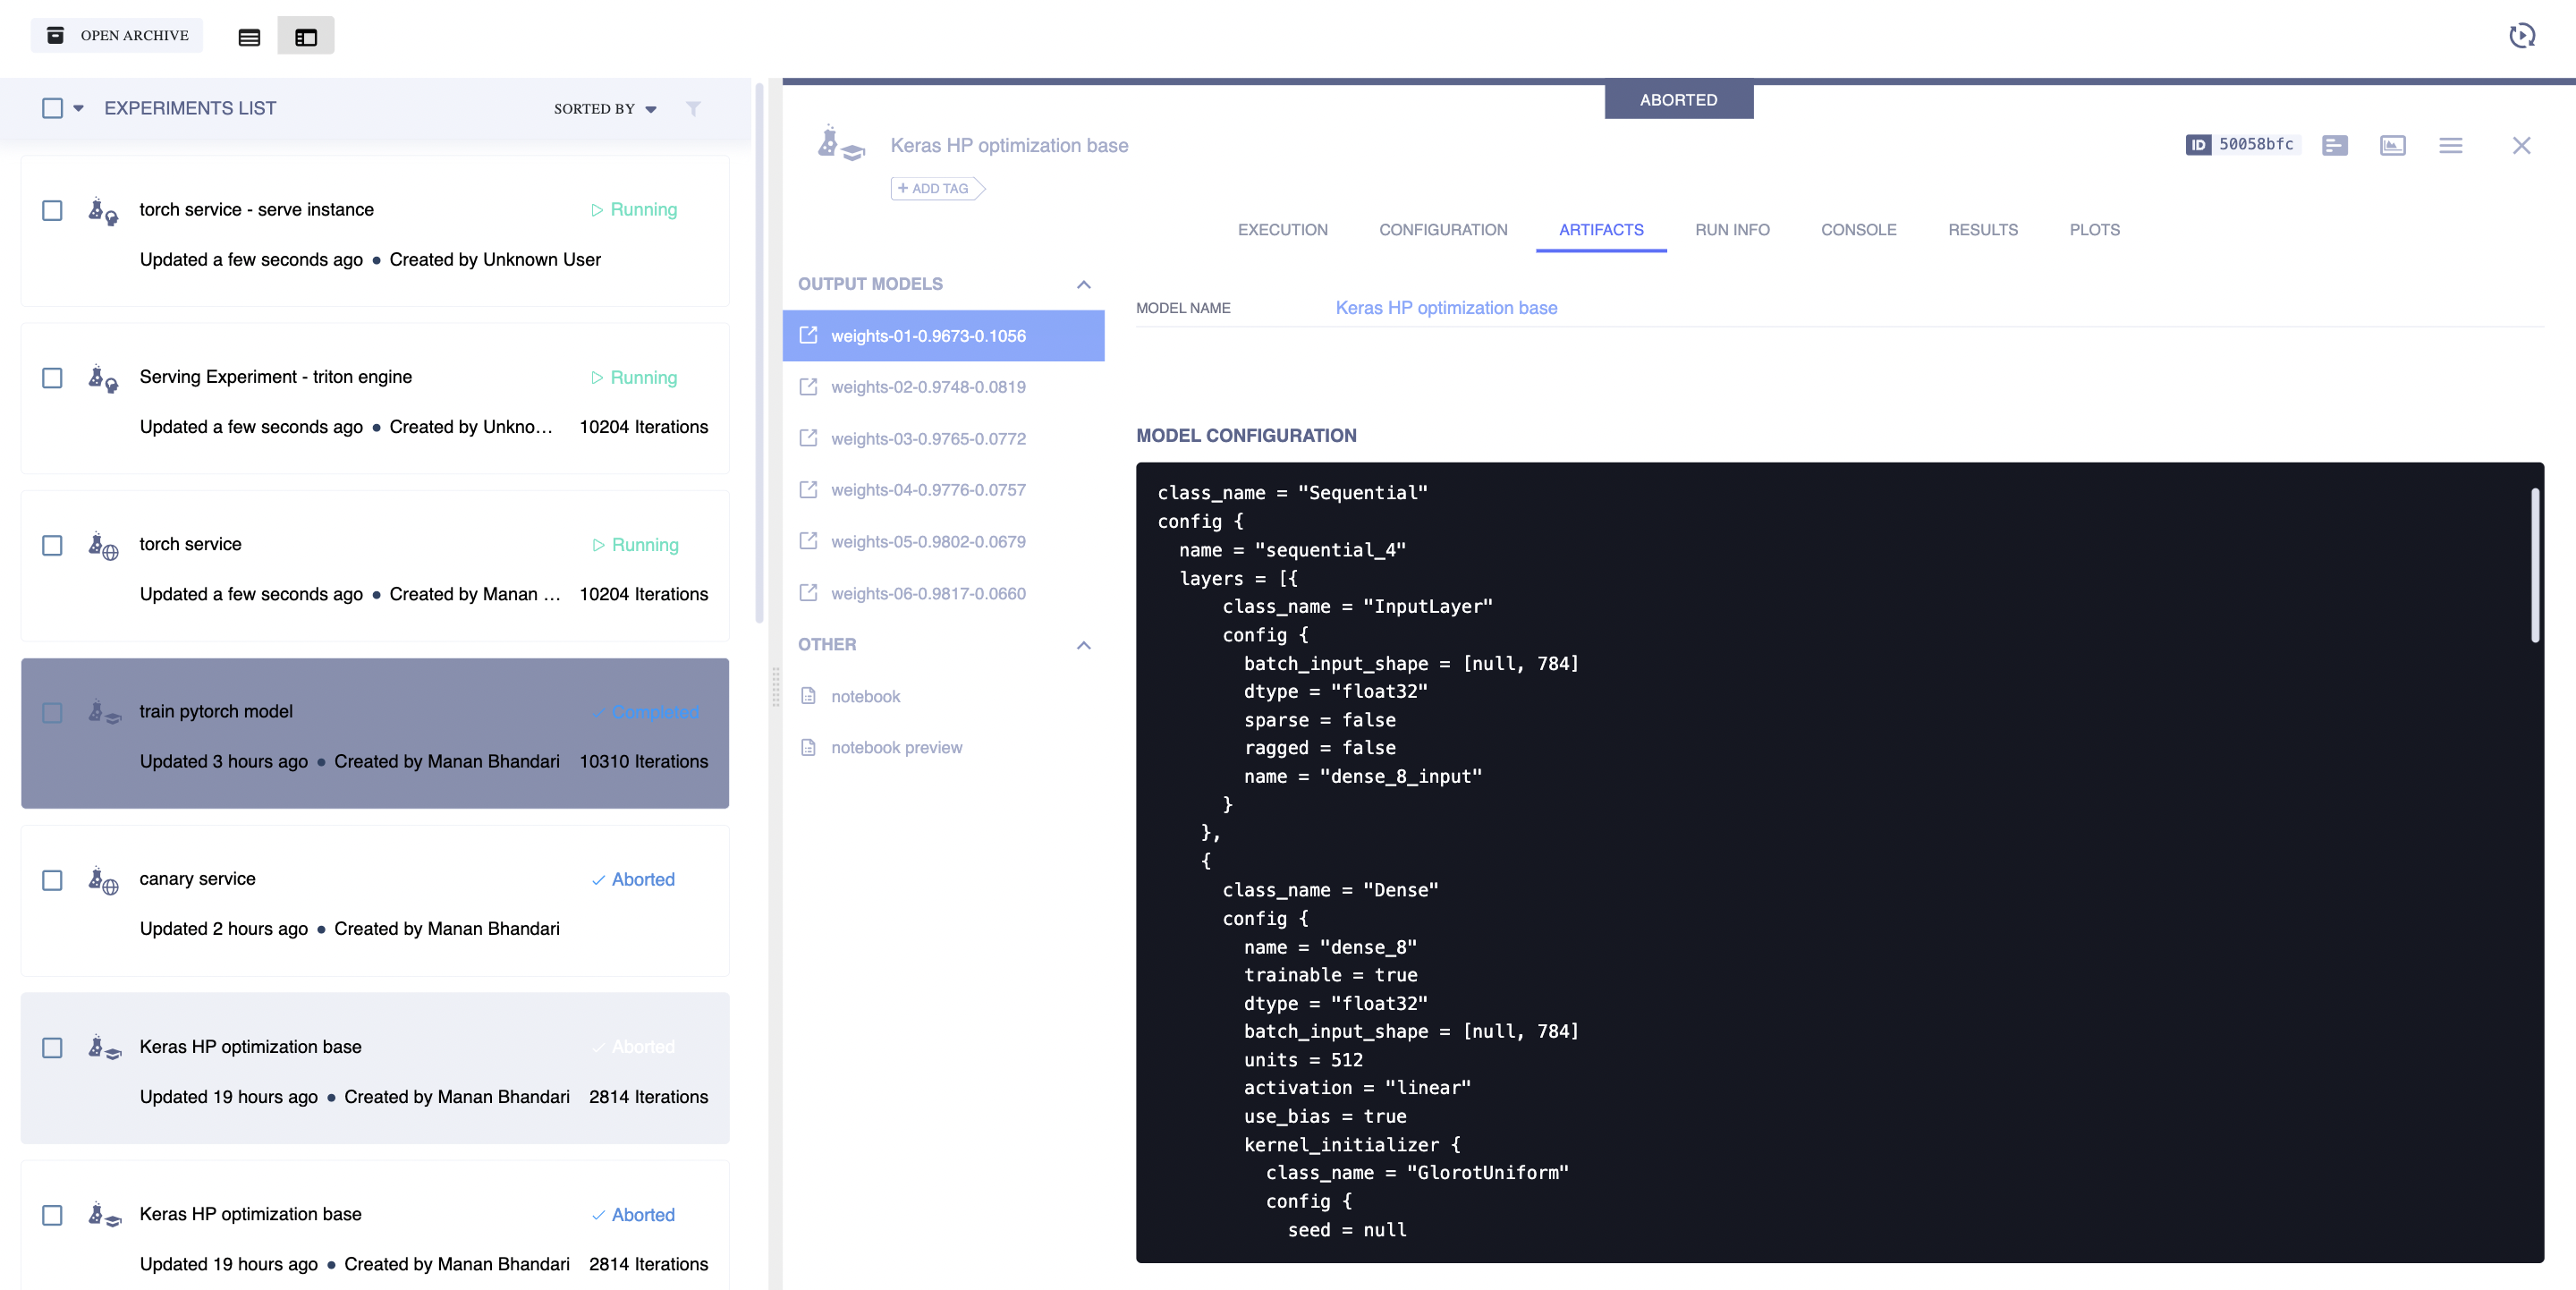 OPEN ARCHIVE
EXPERIMENTS LIST
SORTED BY
torch service - serve instance
Running
Updated a few seconds ago • Created by Unknown User
Serving Experiment - triton engine
Running
Updated a few seconds ago • Created by Unkno... 10204 Iterations
torch service
Running
Updated a few seconds ago • Created by Manan ... 10204 Iterations
train pytorch model
Completed
Updated 3 hours ago • Created by Manan Bhandari 10310 Iterations
canary service
Aborted
Updated 2 hours ago • Created by Manan Bhandari
Keras HP optimization base
Aborted
Updated 19 hours ago • Created by Manan Bhandari 2814 Iterations
Keras HP optimization base
Aborted
Updated 19 hours ago • Created by Manan Bhandari 2814 Iterations
ABORTED
Keras HP optimization base
ID 50058bfc
+ ADD TAG
EXECUTION CONFIGURATION ARTIFACTS RUN INFO CONSOLE RESULTS PLOTS
OUTPUT MODELS
weights-01-0.9673-0.1056
weights-02-0.9748-0.0819
weights-03-0.9765-0.0772
weights-04-0.9776-0.0757
weights-05-0.9802-0.0679
weights-06-0.9817-0.0660
OTHER
notebook
notebook preview
MODEL NAME Keras HP optimization base
MODEL CONFIGURATION
class_name = "Sequential"
config {
name = "sequential_4"
layers = [{
class_name = "InputLayer"
config {
batch_input_shape = [null, 784]
dtype = "float32"
sparse = false
ragged = false
name = "dense_8_input"
}
},
{
class_name = "Dense"
config {
name = "dense_8"
trainable = true
dtype = "float32"
batch_input_shape = [null, 784]
units = 512
activation = "linear"
use_bias = true
kernel_initializer {
class_name = "GlorotUniform"
config {
seed = null